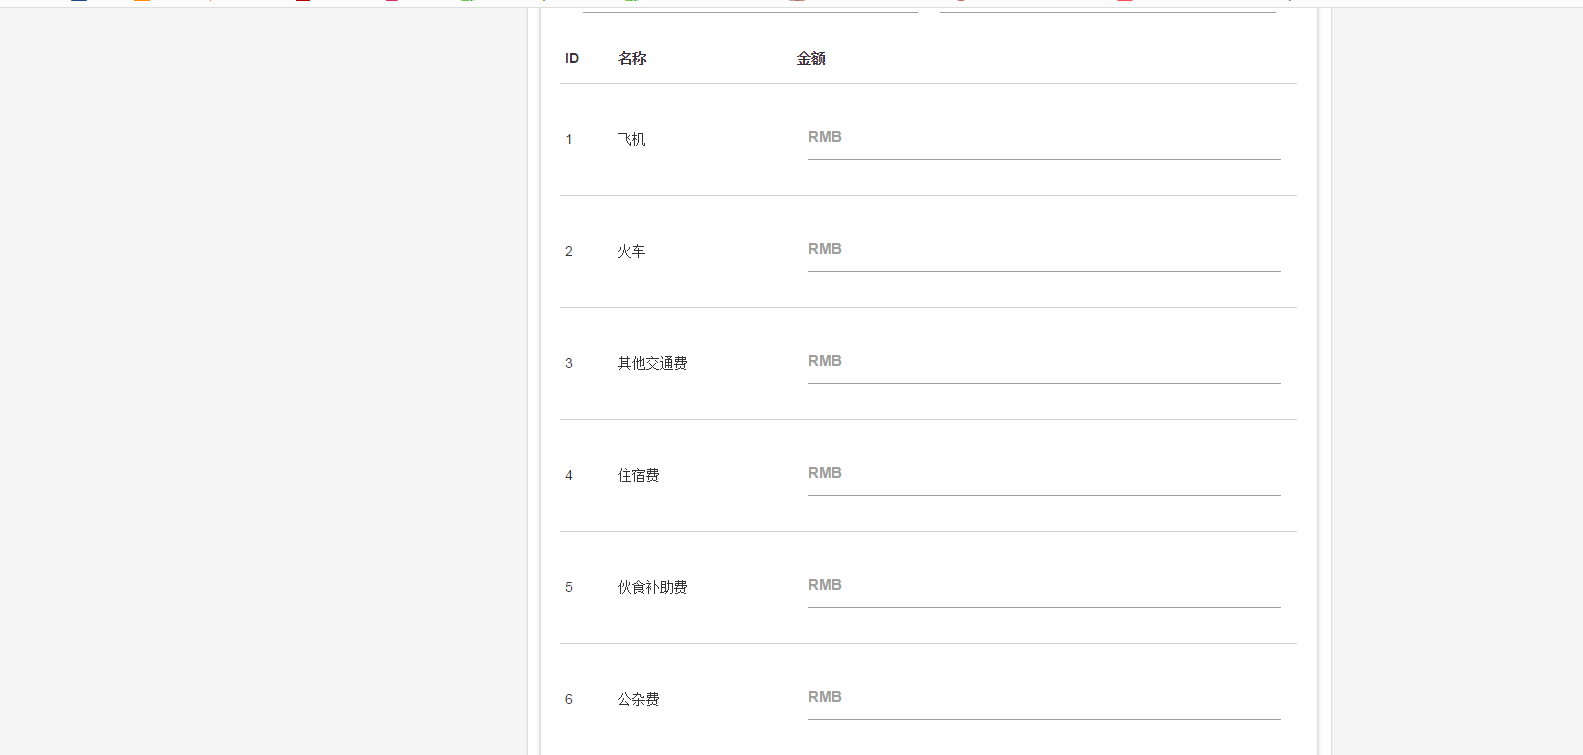 ID 名称 金额
1 飞机 RMB
2 火车 RMB
3 其他交通费 RMB
4 住宿费 RMB
5 伙食补助费 RMB
6 公杂费 RMB